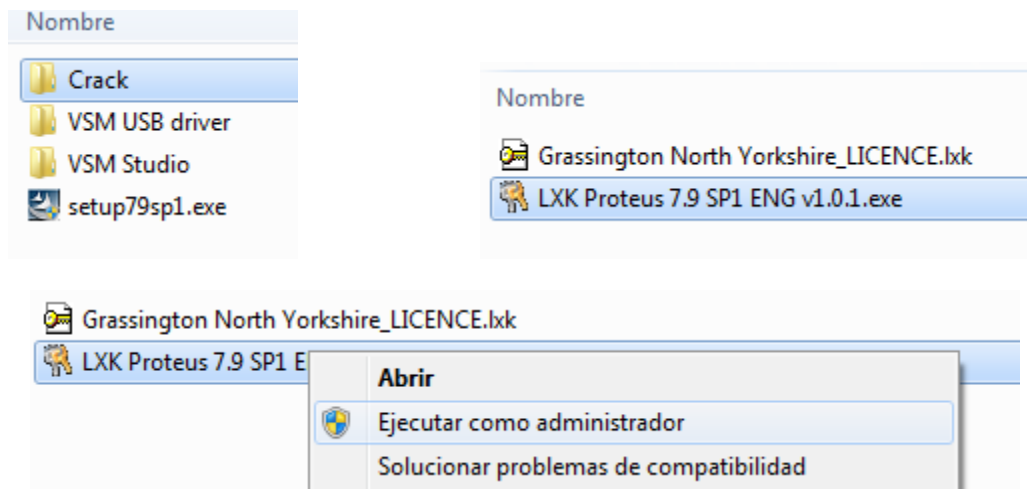 Nombre
Crack
VSM USB driver
VSM Studio
setup79sp1.exe
Nombre
Grassington North Yorkshire_LICENCE.lxk
LXK Proteus 7.9 SP1 ENG v1.0.1.exe
Grassington North Yorkshire_LICENCE.lxk
LXK Proteus 7.9 SP1 E
Abrir
Ejecutar como administrador
Solucionar problemas de compatibilidad